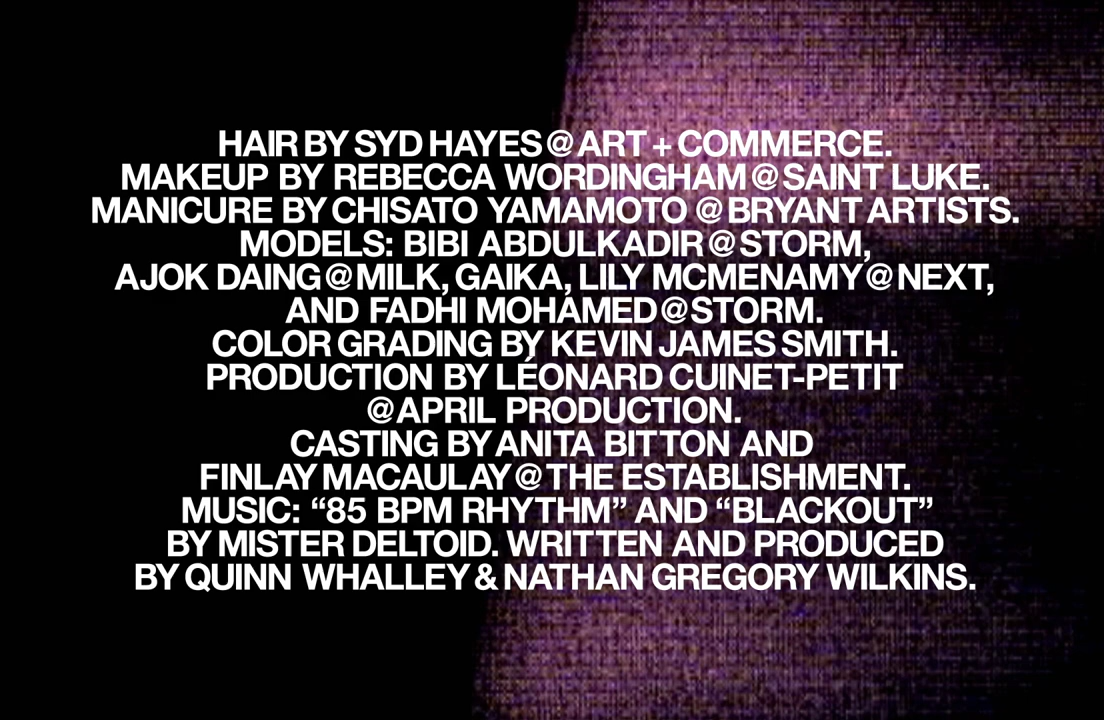 HAIR BY SYD HAYES @ ART + COMMERCE.
MAKEUP BY REBECCA WORDINGHAM @ SAINT LUKE.
MANICURE BY CHISATO YAMAMOTO @ BRYANT ARTISTS.
MODELS: BIBI ABDULKADIR @ STORM,
AJOK DAING @ MILK, GAIKA, LILY MCMENAMY @ NEXT,
AND FADHI MOHAMED @ STORM.
COLOR GRADING BY KEVIN JAMES SMITH.
PRODUCTION BY LÉONARD CUINET-PETIT
@ APRIL PRODUCTION.
CASTING BY ANITA BITTON AND
FINLAY MACAULAY @ THE ESTABLISHMENT.
MUSIC: “85 BPM RHYTHM” AND “BLACKOUT”
BY MISTER DELTOID. WRITTEN AND PRODUCED
BY QUINN WHALLEY & NATHAN GREGORY WILKINS.